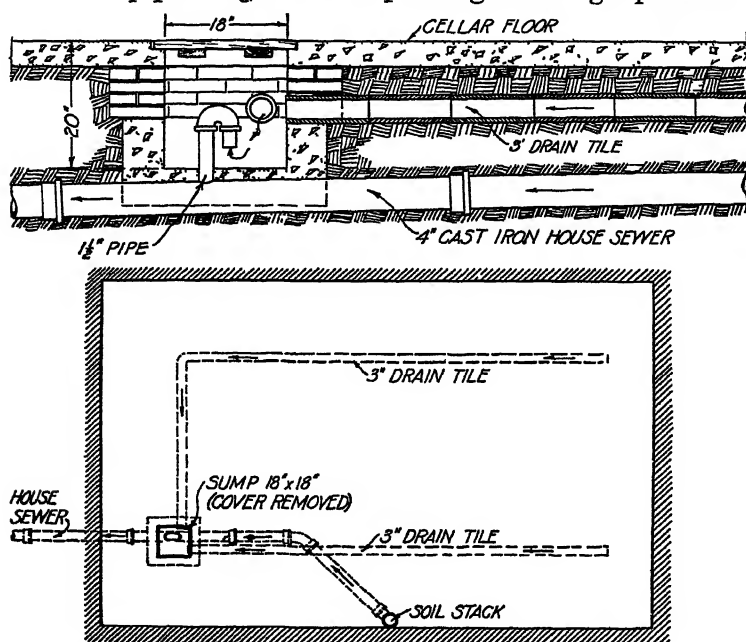 18"
CELLAR FLOOR
20"
3" DRAIN TILE
1½" PIPE
4" CAST IRON HOUSE SEWER
3" DRAIN TILE
SUMP 18"x18"
(COVER REMOVED)
HOUSE
SEWER
3" DRAIN TILE
SOIL STACK